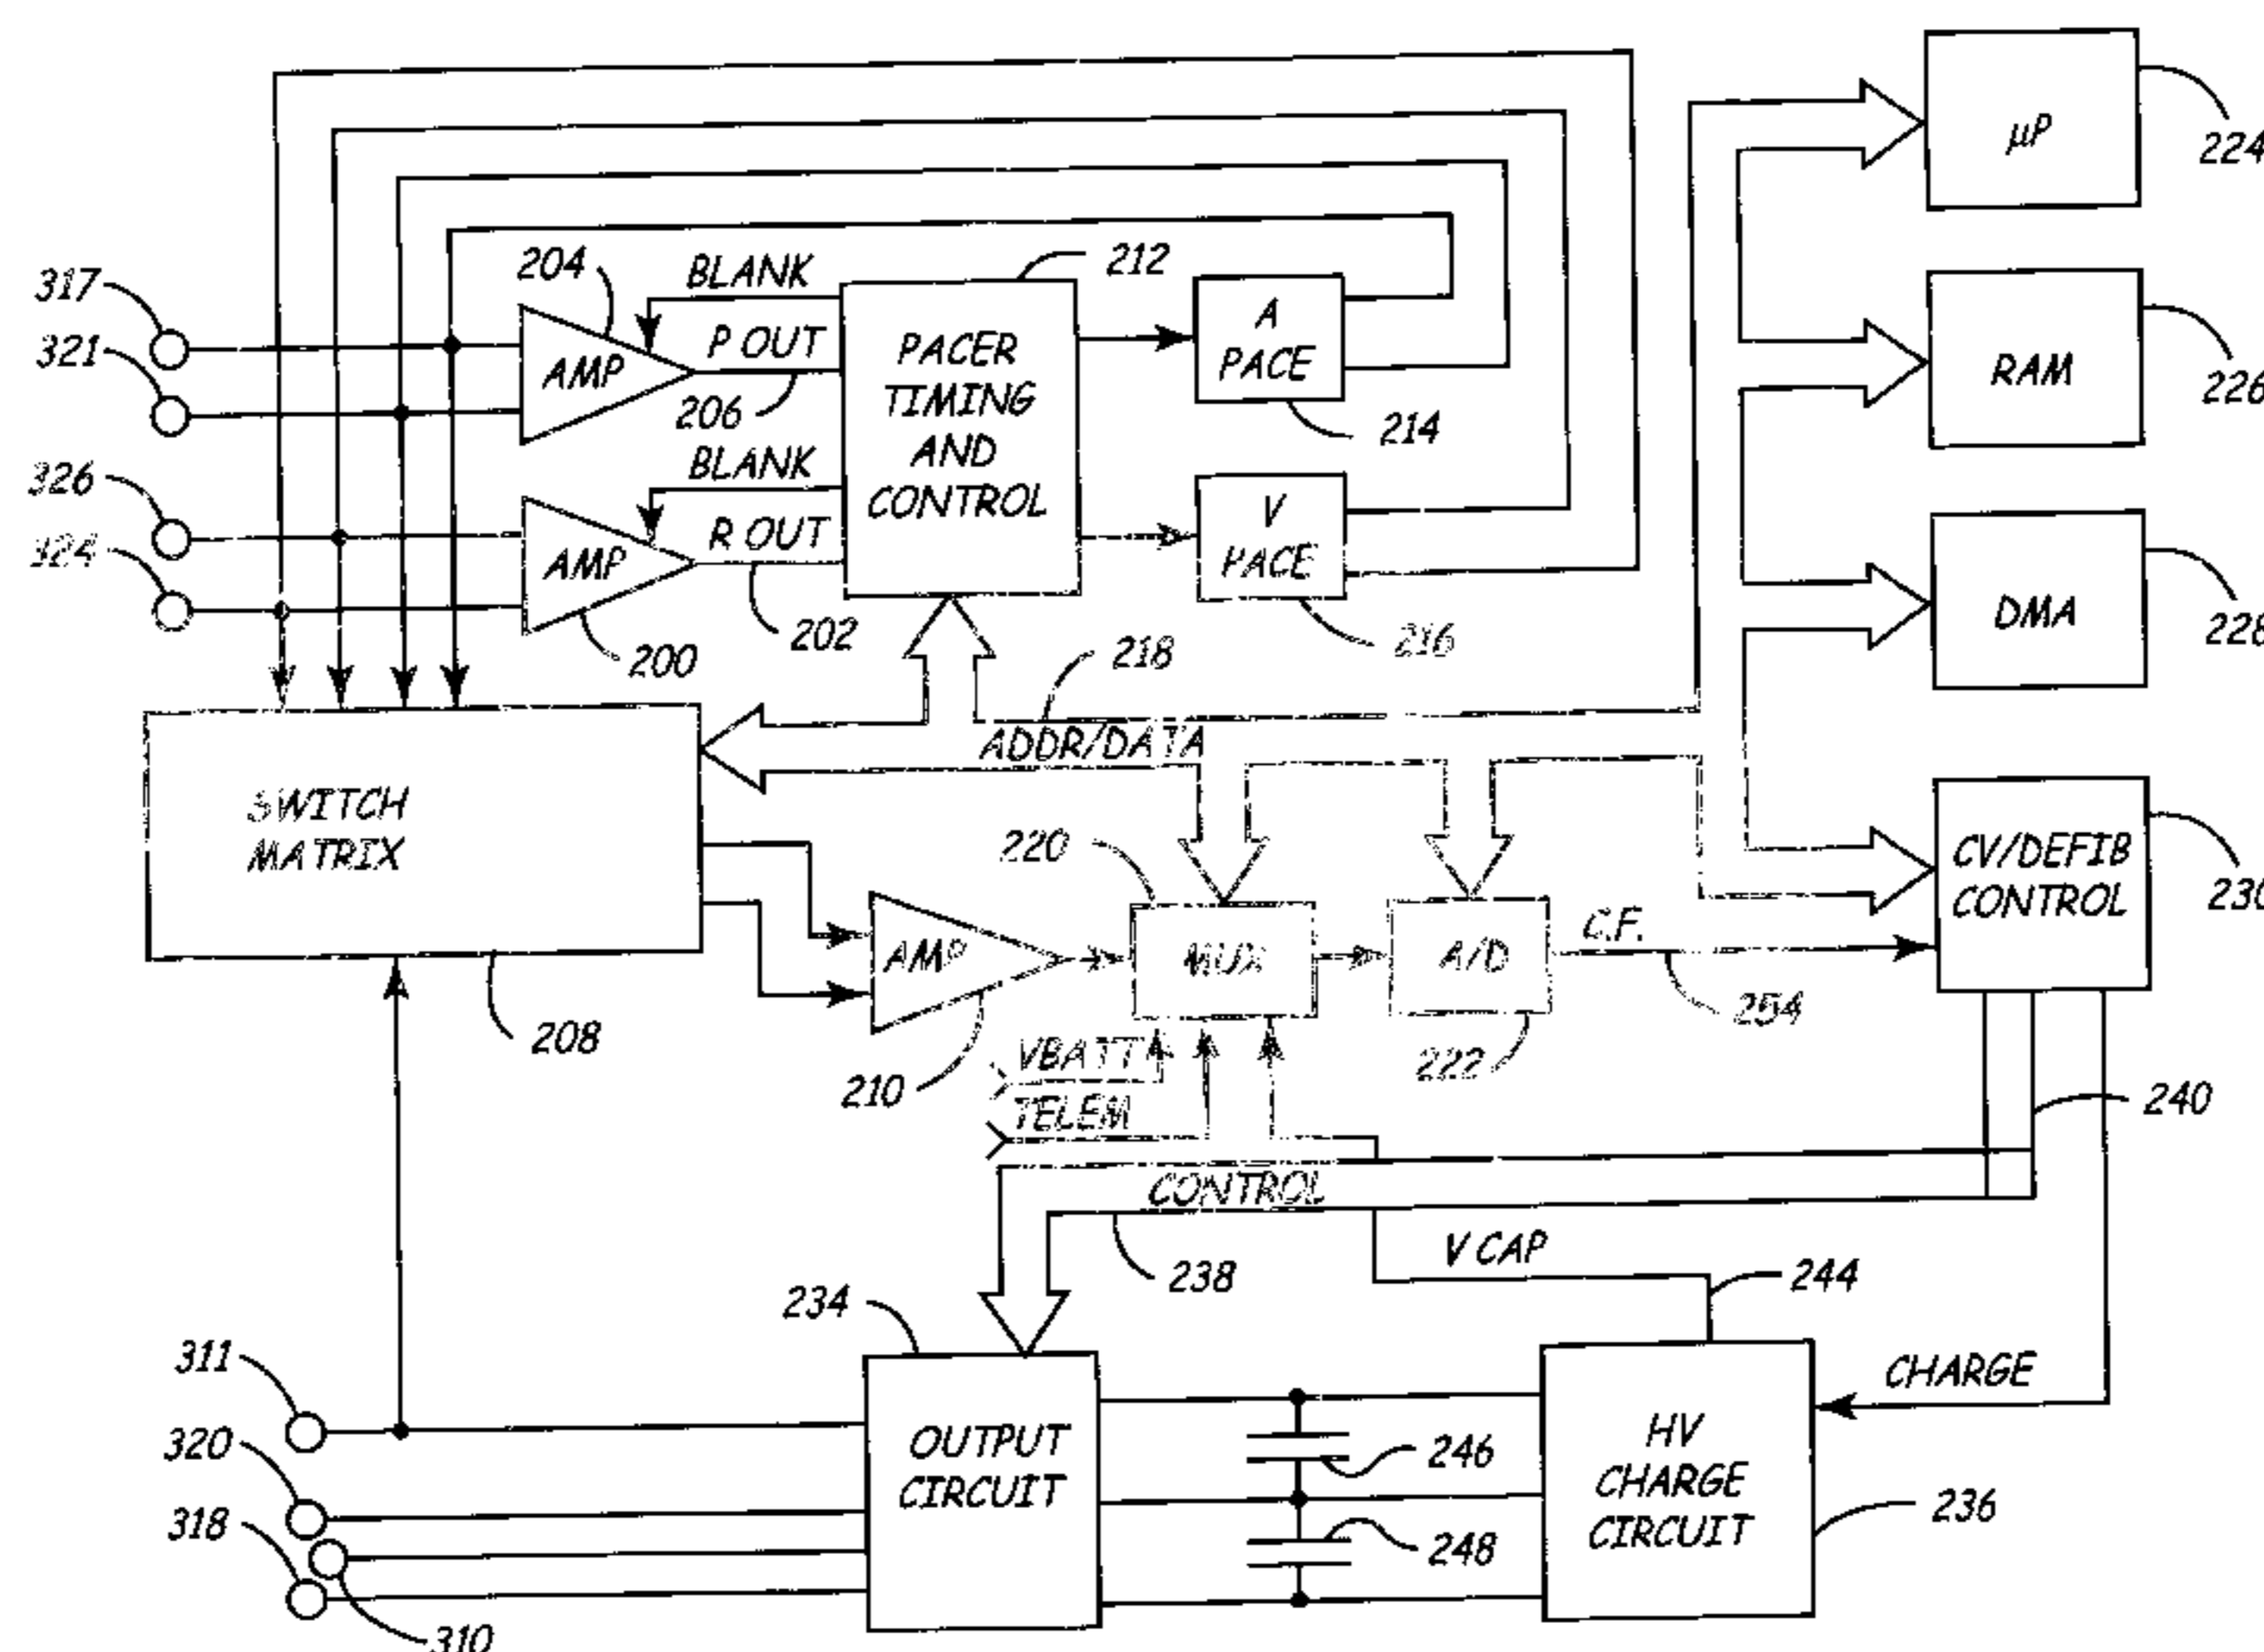 μP
224
204
BLANK
212
317
321
AMP
P OUT
206
PACER
TIMING
AND
CONTROL
A
PACE
214
RAM
226
326
324
BLANK
AMP
R OUT
202
200
V
PACE
216
DMA
228
218
ADDR/DATA
SWITCH
MATRIX
208
220
AMP
210
MUX
A/D
222
C.F.
254
CV/DEFIB
CONTROL
VBATT
TELEM
240
CONTROL
238
V CAP
244
234
311
320
318
310
OUTPUT
CIRCUIT
246
248
HV
CHARGE
CIRCUIT
CHARGE
236